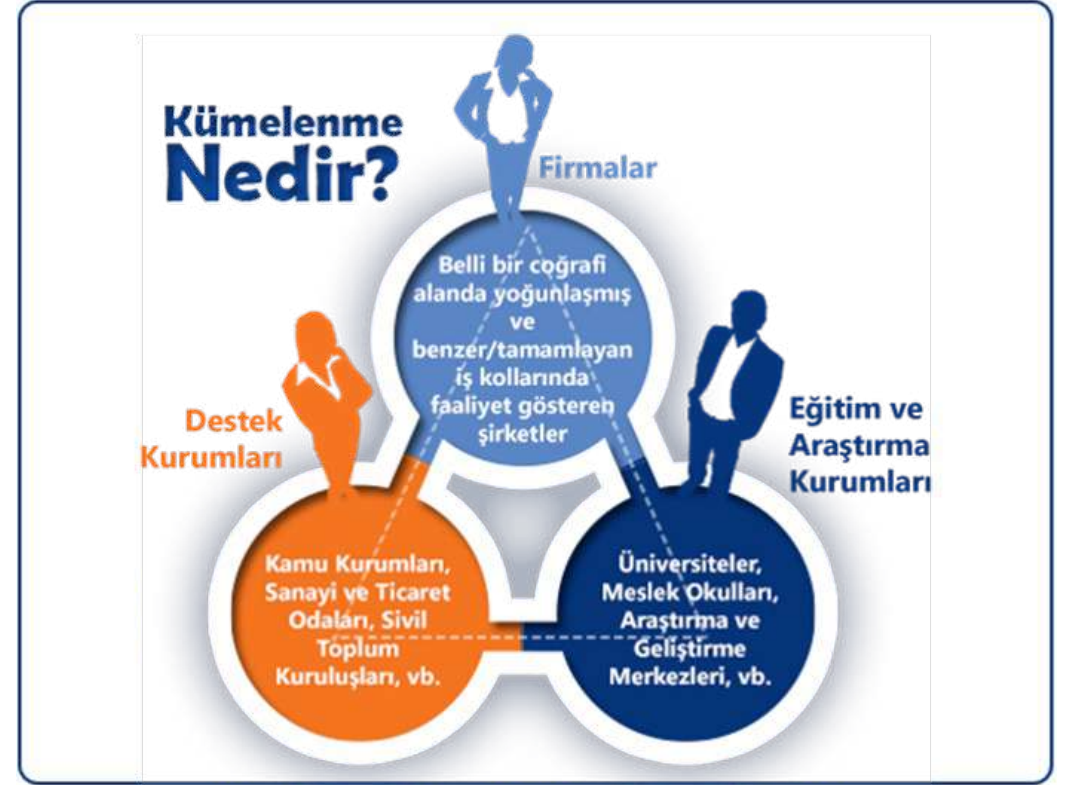 Kümelenme
Nedir?
Firmalar
Belli bir coğrafi
alanda yoğunlaşmış
ve
benzer/tamamlayan
iş kollarında
faaliyet gösteren
şirketler
Destek
Kurumları
Kamu Kurumları,
Sanayi ve Ticaret
Odaları, Sivil
Toplum
Kuruluşları, vb.
Eğitim ve
Araştırma
Kurumları
Üniversiteler,
Meslek Okulları,
Araştırma ve
Geliştirme
Merkezleri, vb.